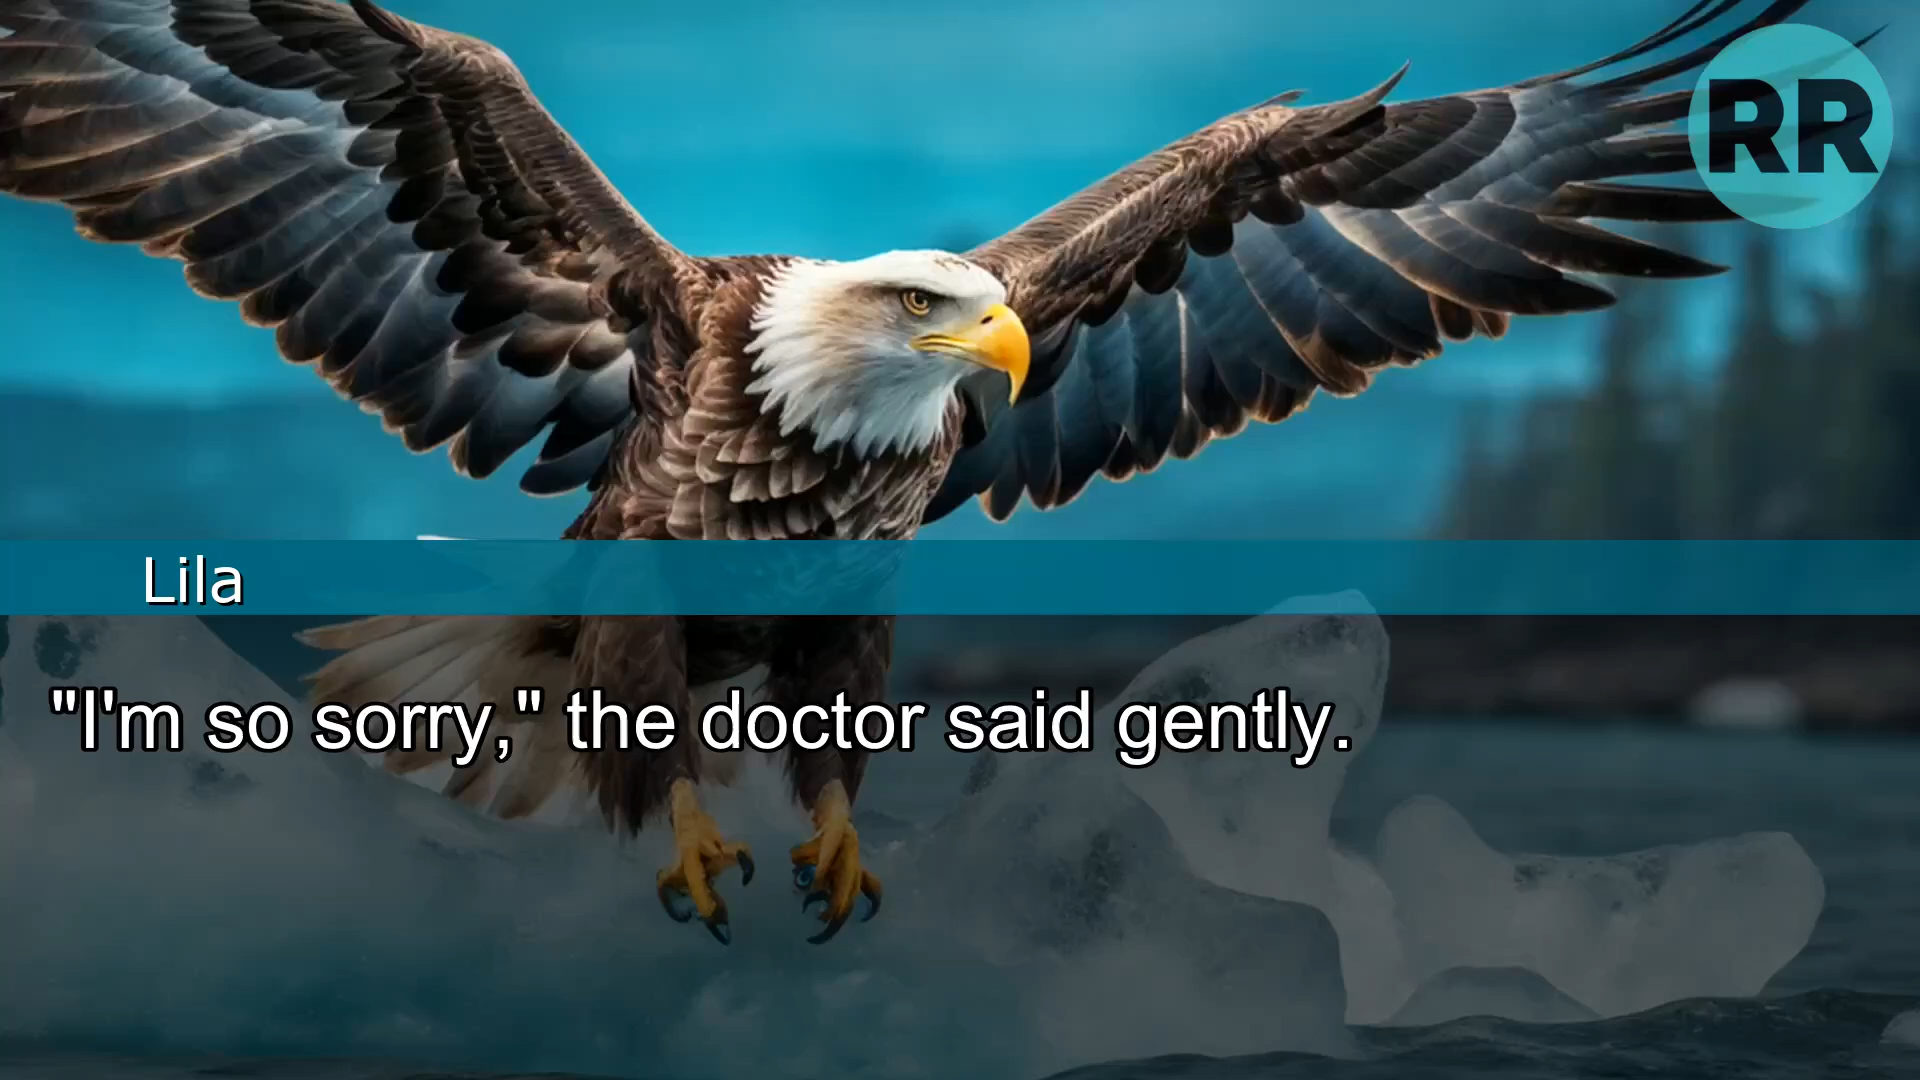 RR
Lila
"I'm so sorry," the doctor said gently.